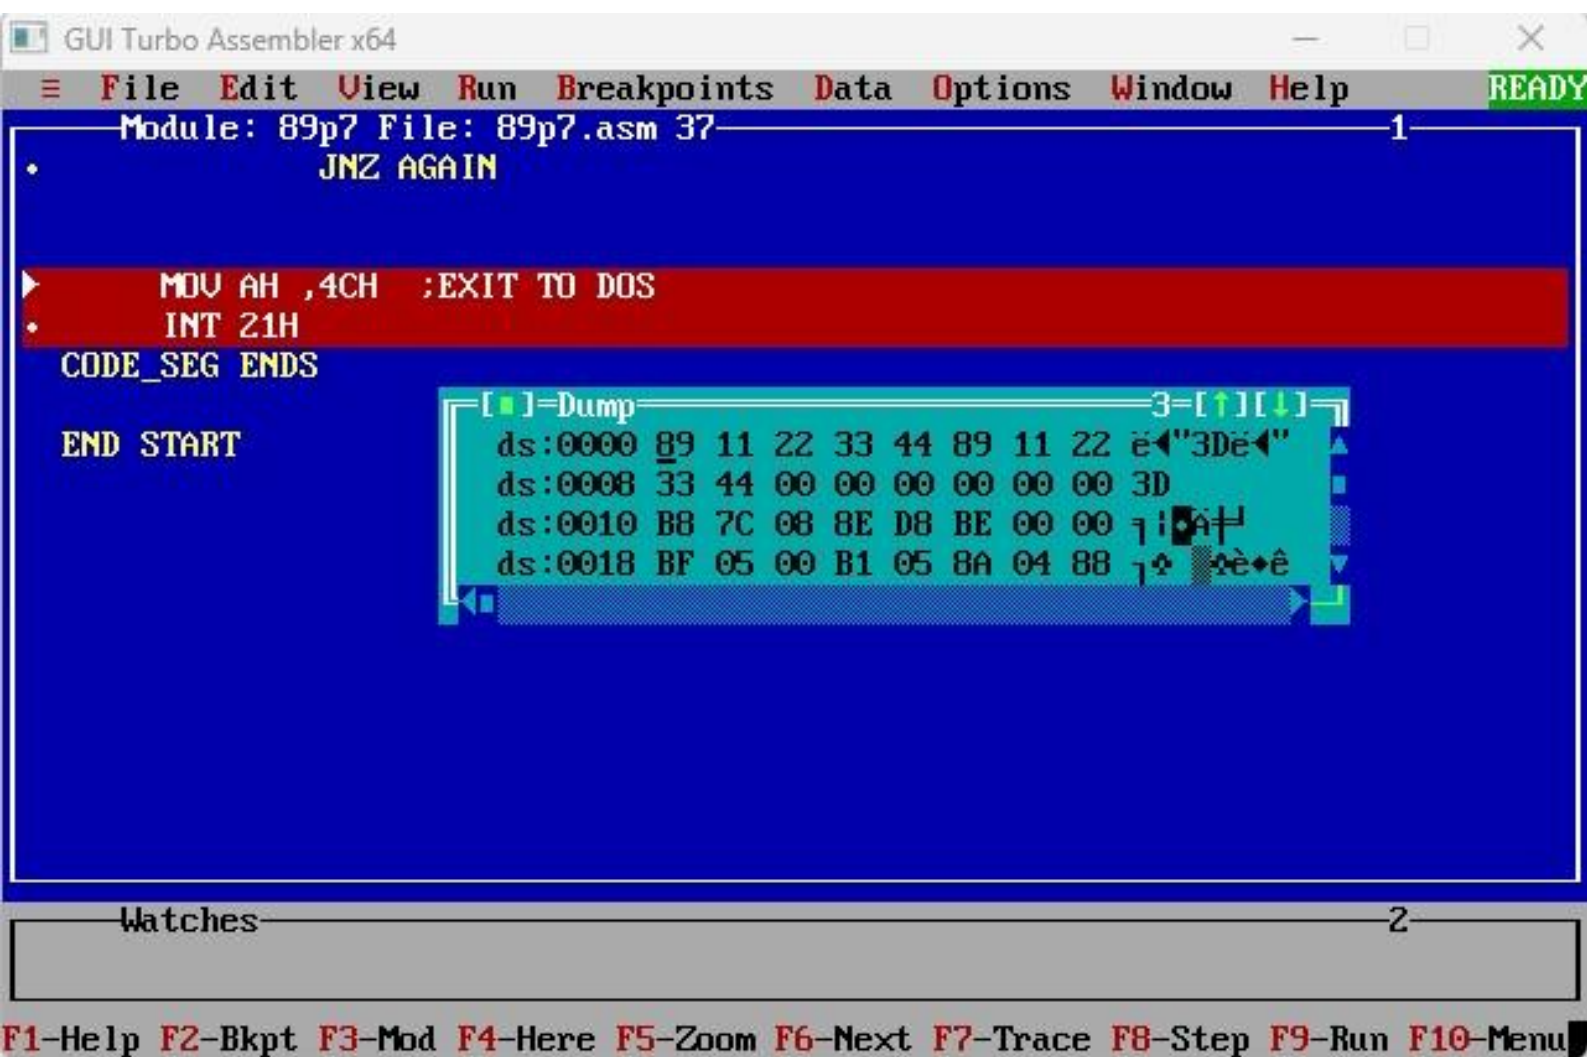 GUI Turbo Assembler x64
≡ File Edit View Run Breakpoints Data Options Window Help READY
Module: 89p7 File: 89p7.asm 37 1
JNZ AGAIN
MOV AH ,4CH ;EXIT TO DOS
INT 21H
CODE_SEG ENDS
[■]=Dump 3=[↑][↓]
ds:0000 89 11 22 33 44 89 11 22 ë◄"3Dë◄"
END START
ds:0008 33 44 00 00 00 00 00 00 3D
ds:0010 B8 7C 08 8E D8 BE 00 00
ds:0018 BF 05 00 B1 05 8A 04 88
Watches 2
F1-Help F2-Bkpt F3-Mod F4-Here F5-Zoom F6-Next F7-Trace F8-Step F9-Run F10-Menu